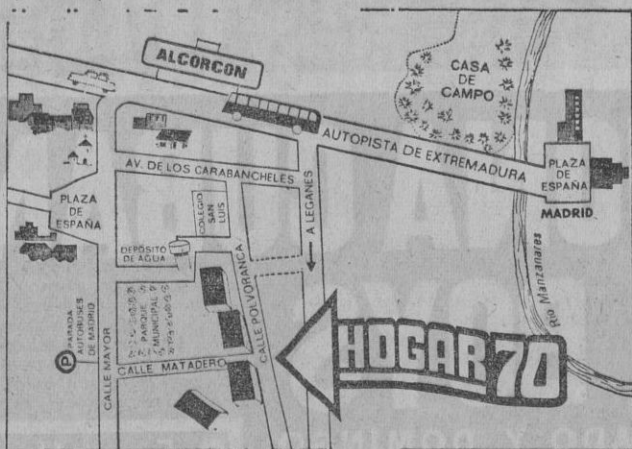 ALCORCON
CASA
DE
CAMPO
AUTOPISTA DE EXTREMADURA
PLAZA
DE
ESPAÑA
MADRID
AV. DE LOS CARABANCHELES
A LEGANES
PLAZA
DE
ESPAÑA
COLEGIO
SAN
LUIS
DEPÓSITO
DE AGUA
CALLE POLVORANCA
Rio Manzanares
PARADA
AUTOBUSES
DE MADRID
P
CALLE MAYOR
PARQUE
MUNICIPAL
CALLE MATADERO
HOGAR 70